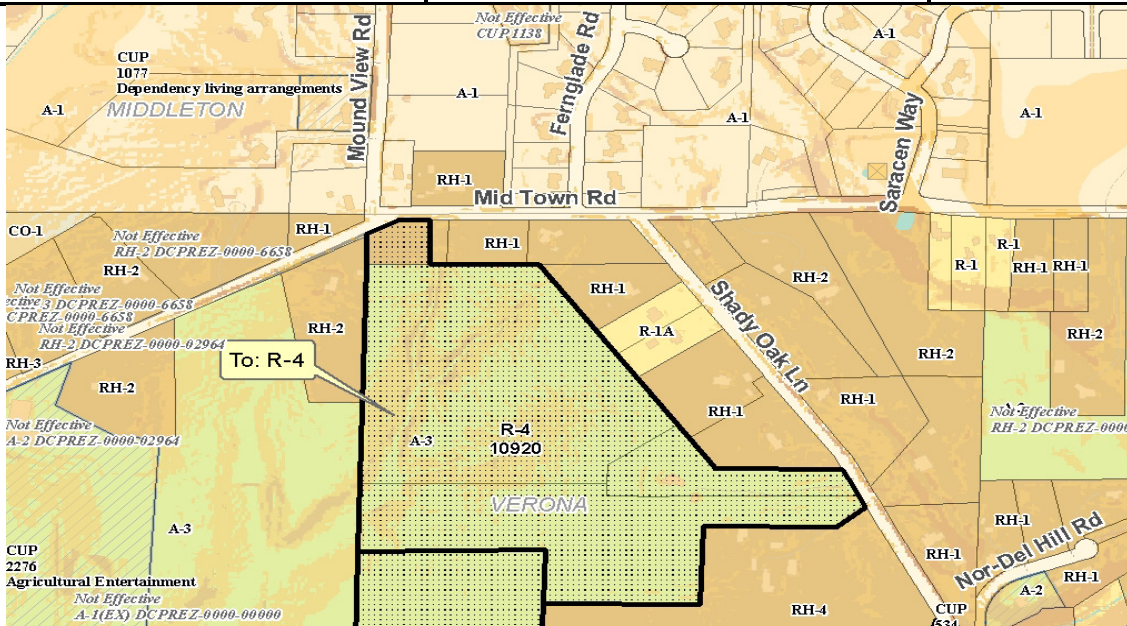 Not Effective
CUP 1138
A-1
CUP
1077
Dependency living arrangements
A-1
MIDDLETON
Mound View Rd
A-1
Fernglade Rd
A-1
Saracen Way
A-1
RH-1
Mid Town Rd
CO-1
Not Effective
RH-2 DCPREZ-0000-6658
RH-2
RH-1
RH-1
R-1
R-1
RH-1
RH-1
Not Effective
ective 3 DCPREZ-0000-6658
CPREZ-0000-6658
Not Effective
RH-2 DCPREZ-0000-02964
RH-3
RH-2
RH-2
To: R-4
RH-1
R-1A
Shady Oak Ln
RH-2
RH-2
RH-2
RH-1
RH-1
Not Effective
RH-2 DCPREZ-0000
Not Effective
A-2 DCPREZ-0000-02964
A-3
R-4
10920
VERONA
A-3
CUP
2276
Agricultural Entertainment
Not Effective
A-1(EX) DCPREZ-0000-00000
RH-1
RH-1
Nor-Del Hill Rd
RH-1
A-2
RH-4
CUP
534